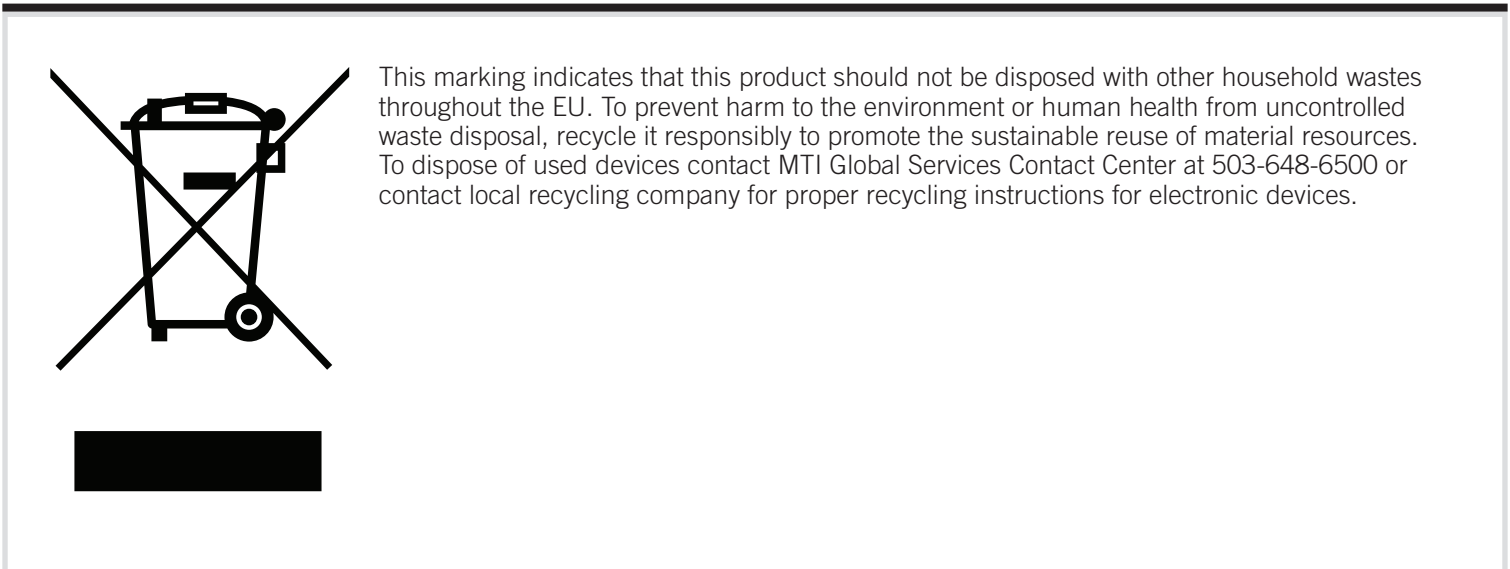 This marking indicates that this product should not be disposed with other household wastes
throughout the EU. To prevent harm to the environment or human health from uncontrolled
waste disposal, recycle it responsibly to promote the sustainable reuse of material resources.
To dispose of used devices contact MTI Global Services Contact Center at 503-648-6500 or
contact local recycling company for proper recycling instructions for electronic devices.